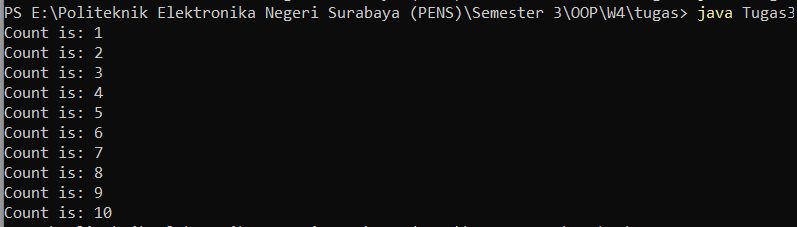 PS E:\Politeknik Elektronika Negeri Surabaya (PENS)\Semester 3\OOP\W4\tugas> java Tugas3
Count is: 1
Count is: 2
Count is: 3
Count is: 4
Count is: 5
Count is: 6
Count is: 7
Count is: 8
Count is: 9
Count is: 10